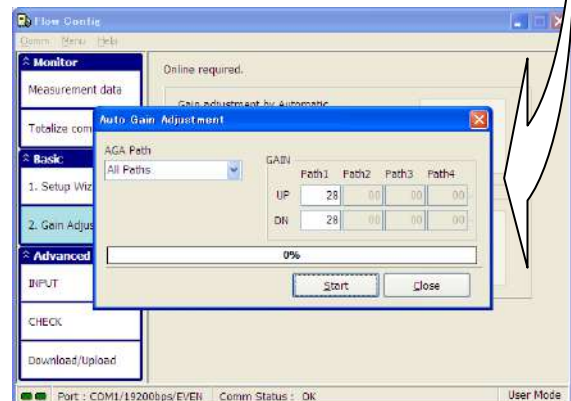 Flow Config
Comm Menu Help
Monitor
Measurement data
Totalize com
Basic
1. Setup Wiz
2. Gain Adjus
Advanced
INPUT
CHECK
Download/Upload
Online required.
Gain adjustment by Automatic
Auto Gain Adjustment
AGA Path
All Paths
GAIN
Path1 Path2 Path3 Path4
UP 28 00 00 00
DN 28 00 00 00
0%
Start Close
Port : COM1/19200bps/EVEN Comm Status : OK User Mode